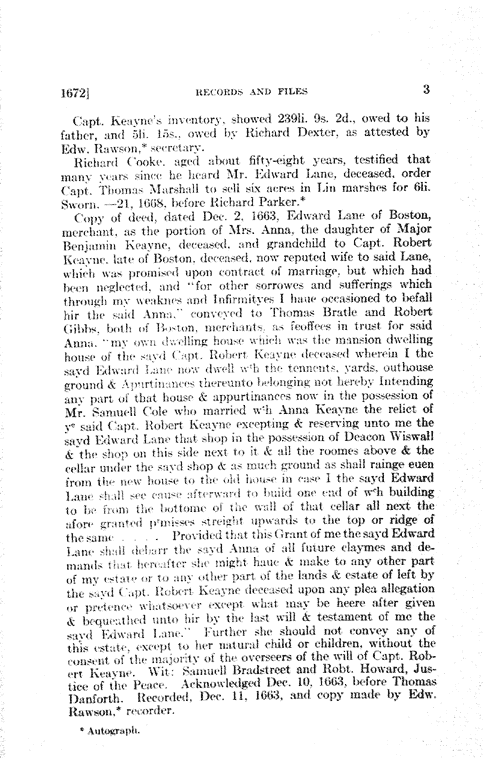 1672] RECORDS AND FILES 3
Capt. Keayne's inventory, showed 239li. 9s. 2d., owed to his
father, and 5li. 15s., owed by Richard Dexter, as attested by
Edw. Rawson,* secretary.
Richard Cooke, aged about fifty-eight years, testified that
many years since he heard Mr. Edward Lane, deceased, order
Capt. Thomas Marshall to sell six acres in Lin marshes for 6li.
Sworn, —21, 1668, before Richard Parker.*
Copy of deed, dated Dec. 2, 1663, Edward Lane of Boston,
merchant, as the portion of Mrs. Anna, the daughter of Major
Benjamin Keayne, deceased, and grandchild to Capt. Robert
Keayne, late of Boston, deceased, now reputed wife to said Lane,
which was promised upon contract of marriage, but which had
been neglected, and "for other sorrowes and sufferings which
through my weaknes and Infirmityes I haue occasioned to befall
hir the said Anna," conveyed to Thomas Bratle and Robert
Gibbs, both of Boston, merchants, as feoffees in trust for said
Anna, "my own dwelling house which was the mansion dwelling
house of the sayd Capt. Robert Keayne deceased wherein I the
sayd Edward Lane now dwell wth the tennents, yards, outhouse
ground & Apurtinances thereunto belonging not hereby Intending
any part of that house & appurtinances now in the possession of
Mr. Samuell Cole who married wth Anna Keayne the relict of
ye said Capt. Robert Keayne excepting & reserving unto me the
sayd Edward Lane that shop in the possession of Deacon Wiswall
& the shop on this side next to it & all the roomes above & the
cellar under the sayd shop & as much ground as shall rainge euen
from the new house to the old house in case I the sayd Edward
Lane shall see cause afterward to build one end of wch building
to be from the bottome of the wall of that cellar all next the
afore granted p'misses streight upwards to the top or ridge of
the same . . . . Provided that this Grant of me the sayd Edward
Lane shall debarr the sayd Anna of all future claymes and de-
mands that hereafter she might haue & make to any other part
of my estate or to any other part of the lands & estate of left by
the sayd Capt. Robert Keayne deceased upon any plea allegation
or pretence whatsoever except what may be heere after given
& bequeathed unto hir by the last will & testament of me the
sayd Edward Lane." Further she should not convey any of
this estate, except to her natural child or children, without the
consent of the majority of the overseers of the will of Capt. Rob-
ert Keayne. Wit: Samuell Bradstreet and Robt. Howard, Jus-
tice of the Peace. Acknowledged Dec. 10, 1663, before Thomas
Danforth. Recorded, Dec. 11, 1663, and copy made by Edw.
Rawson,* recorder.
* Autograph.